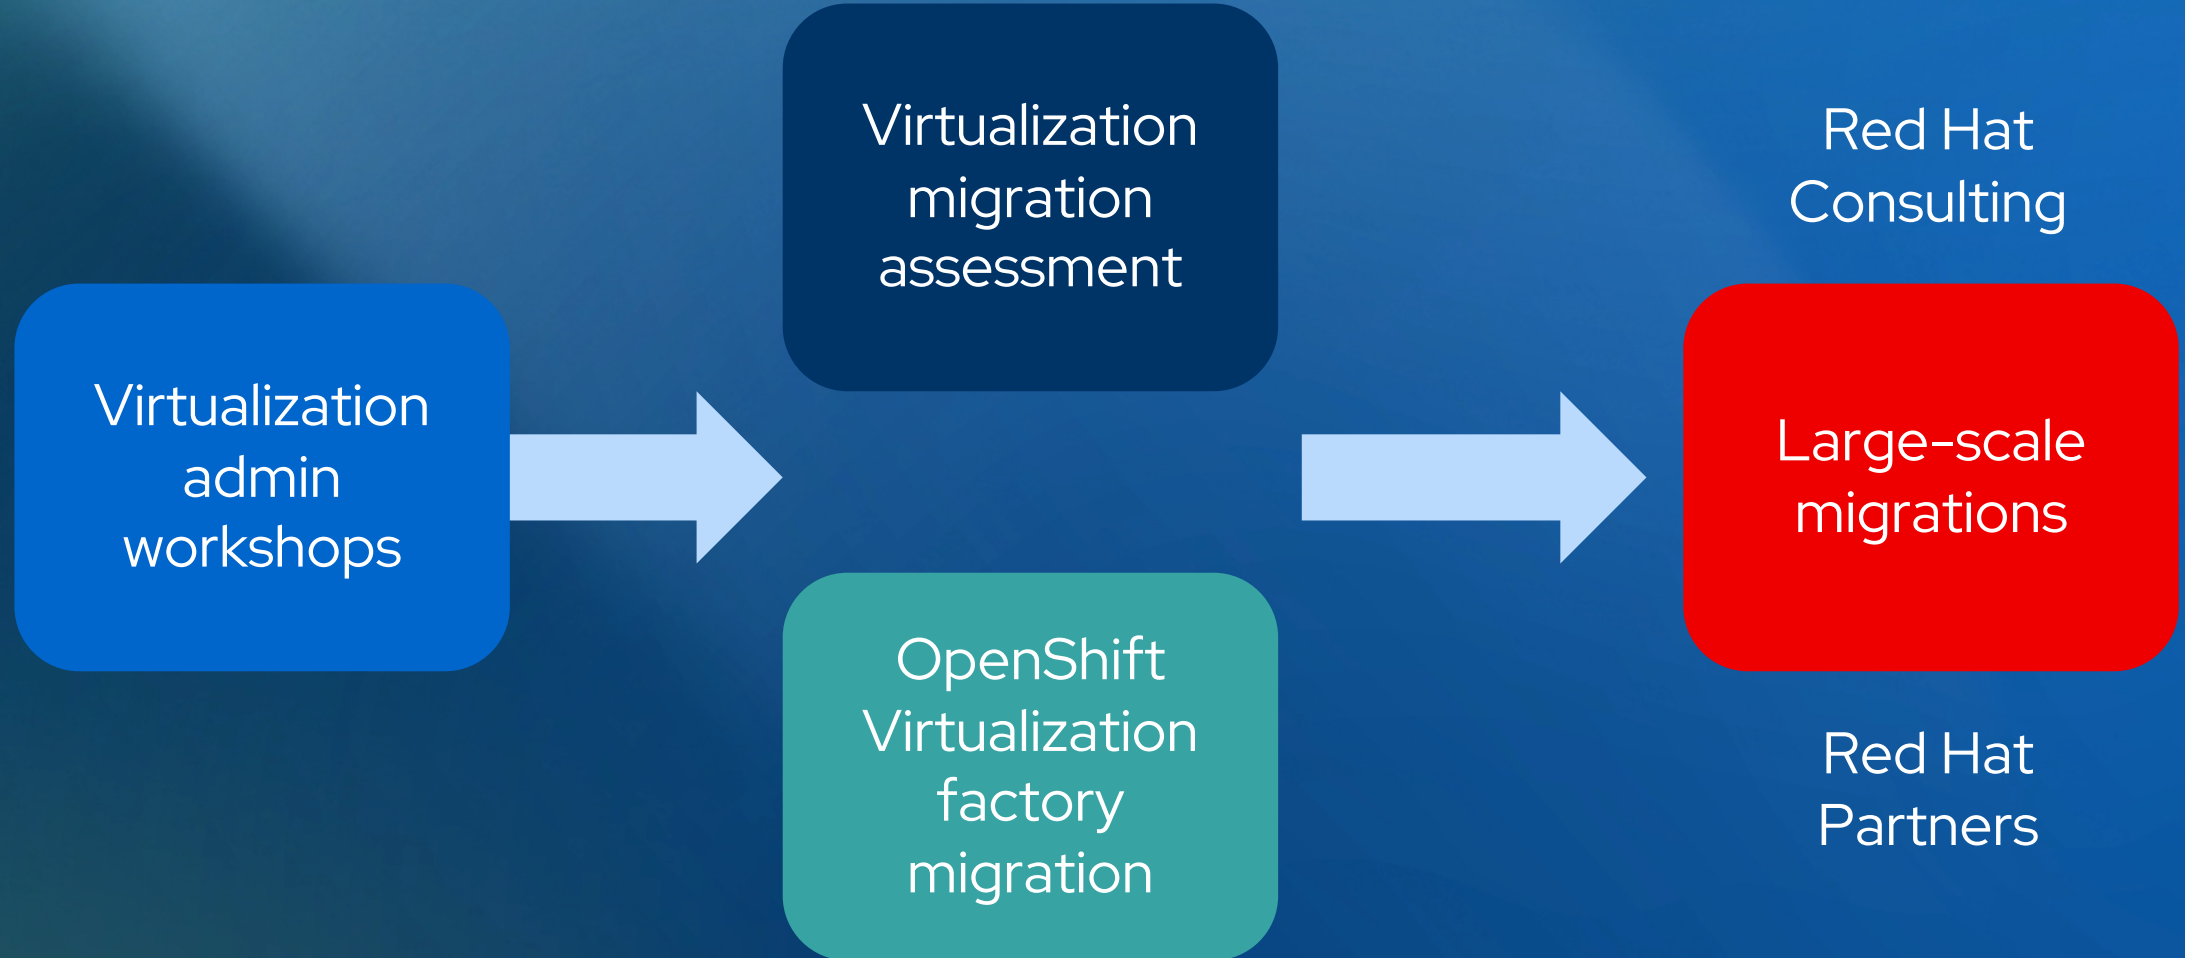 Virtualization
admin
workshops
Virtualization
migration
assessment
OpenShift
Virtualization
factory
migration
Red Hat
Consulting
Large-scale
migrations
Red Hat
Partners